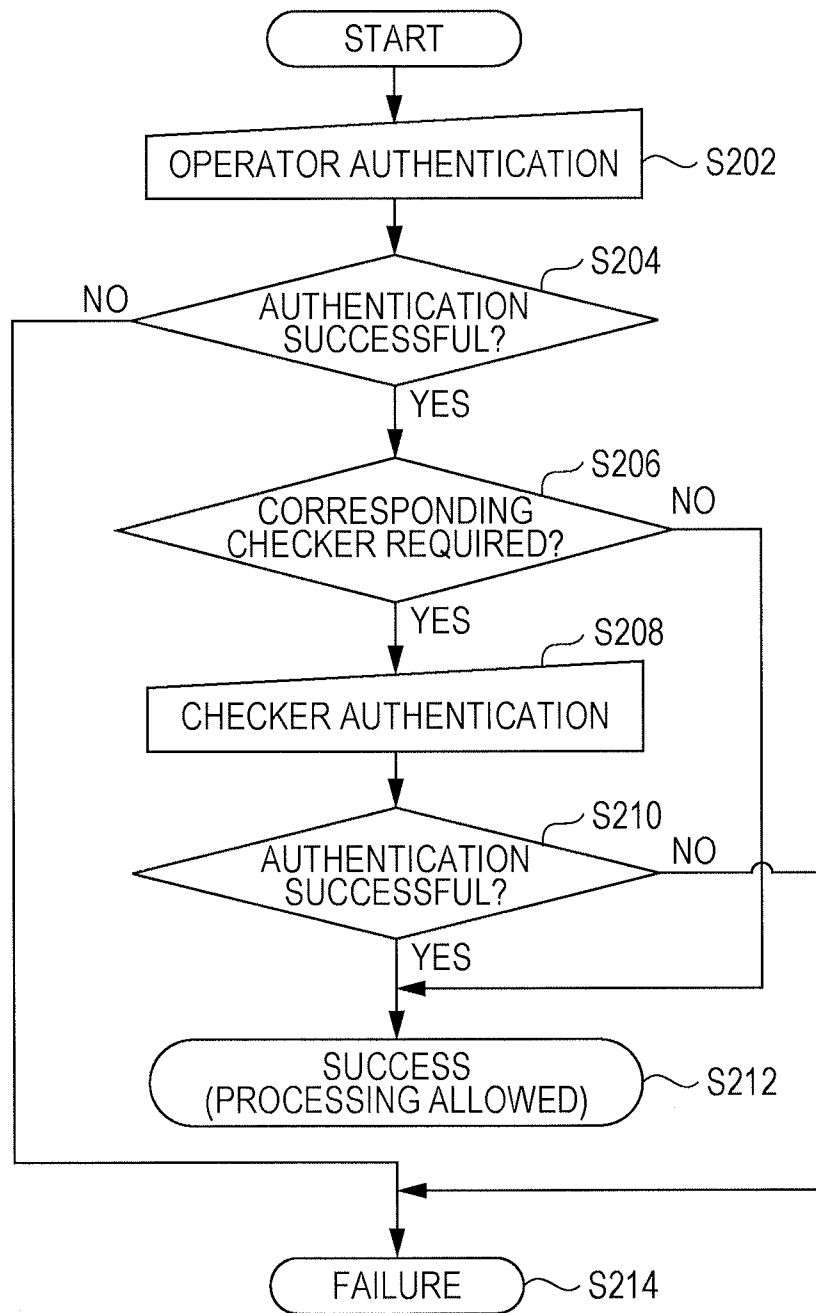 START
OPERATOR AUTHENTICATION
S202
S204
NO
AUTHENTICATION
SUCCESSFUL?
YES
S206
NO
CORRESPONDING
CHECKER REQUIRED?
YES
S208
CHECKER AUTHENTICATION
S210
NO
AUTHENTICATION
SUCCESSFUL?
YES
SUCCESS
(PROCESSING ALLOWED)
S212
FAILURE
S214